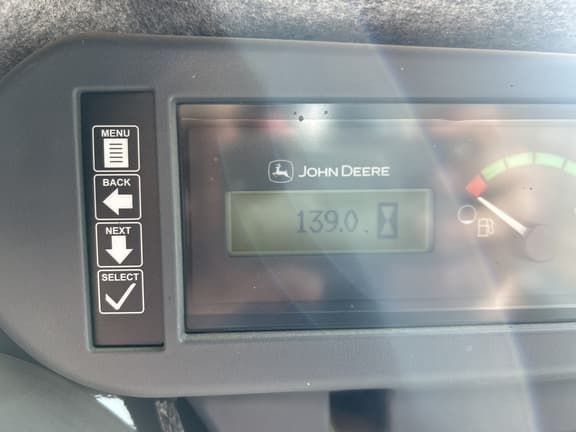 MENU
BACK
NEXT
SELECT
JOHN DEERE
139.0